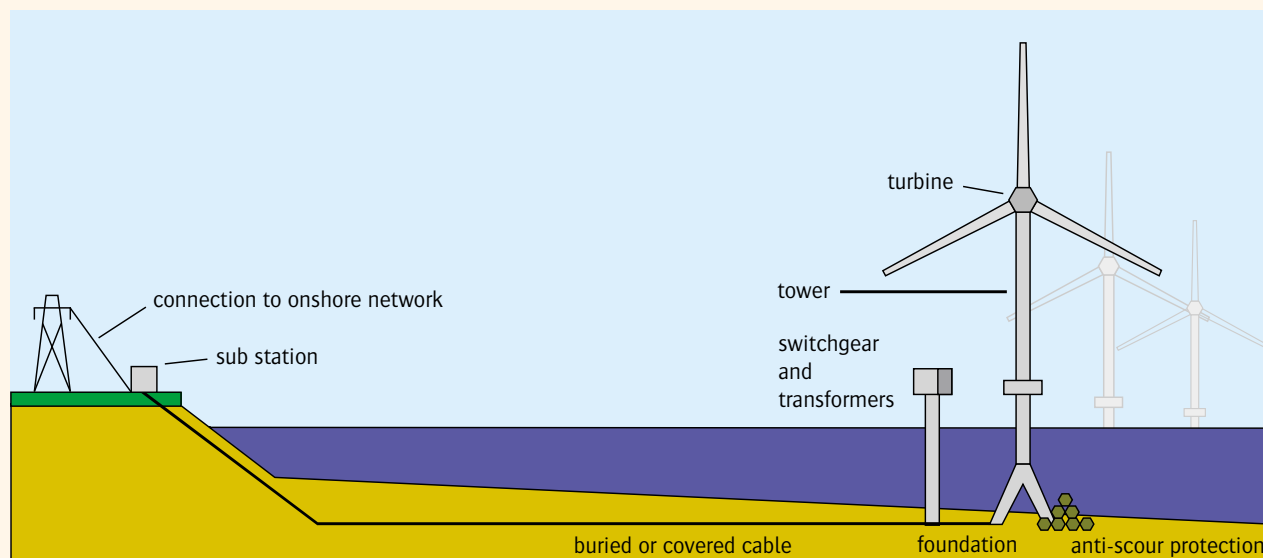 turbine
connection to onshore network
tower
sub station
switchgear
and
transformers
buried or covered cable
foundation
anti-scour protection